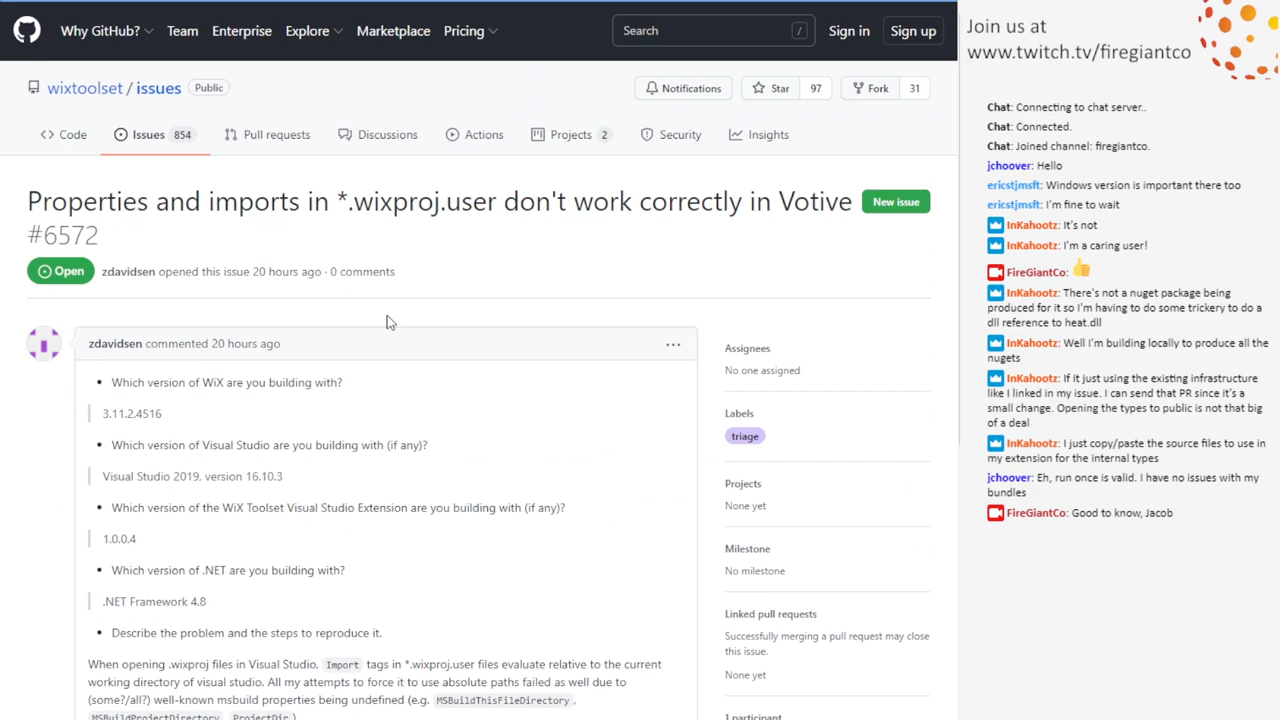 Why GitHub? Team Enterprise Explore Marketplace Pricing Search / Sign in Sign up
wixtoolset / issues Public Notifications Star 97 Fork 31
Code Issues 854 Pull requests Discussions Actions Projects 2 Security Insights
Properties and imports in *.wixproj.user don't work correctly in Votive New issue
#6572
Open zdavidsen opened this issue 20 hours ago · 0 comments
zdavidsen commented 20 hours ago ...
• Which version of WiX are you building with?
3.11.2.4516
• Which version of Visual Studio are you building with (if any)?
Visual Studio 2019, version 16.10.3
• Which version of the WiX Toolset Visual Studio Extension are you building with (if any)?
1.0.0.4
• Which version of .NET are you building with?
.NET Framework 4.8
• Describe the problem and the steps to reproduce it.
When opening .wixproj files in Visual Studio, Import tags in *.wixproj.user files evaluate relative to the current
working directory of visual studio. All my attempts to force it to use absolute paths failed as well due to
(some?/all?) well-known msbuild properties being undefined (e.g. MSBuildThisFileDirectory,
MSBuildProjectDirectory, ProjectDir)
Assignees
No one assigned
Labels
triage
Projects
None yet
Milestone
No milestone
Linked pull requests
Successfully merging a pull request may close
this issue.
None yet
1 participant
Join us at
www.twitch.tv/firegiantco
Chat: Connecting to chat server..
Chat: Connected.
Chat: Joined channel: firegiantco.
jchoover: Hello
ericstjmsft: Windows version is important there too
ericstjmsft: I'm fine to wait
InKahootz: It's not
InKahootz: I'm a caring user!
FireGiantCo: 👍
InKahootz: There's not a nuget package being
produced for it so I'm having to do some trickery to do a
dll reference to heat.dll
InKahootz: Well I'm building locally to produce all the
nugets
InKahootz: If it just using the existing infrastructure
like I linked in my issue. I can send that PR since it's a
small change. Opening the types to public is not that big
of a deal
InKahootz: I just copy/paste the source files to use in
my extension for the internal types
jchoover: Eh, run once is valid. I have no issues with my
bundles
FireGiantCo: Good to know, Jacob